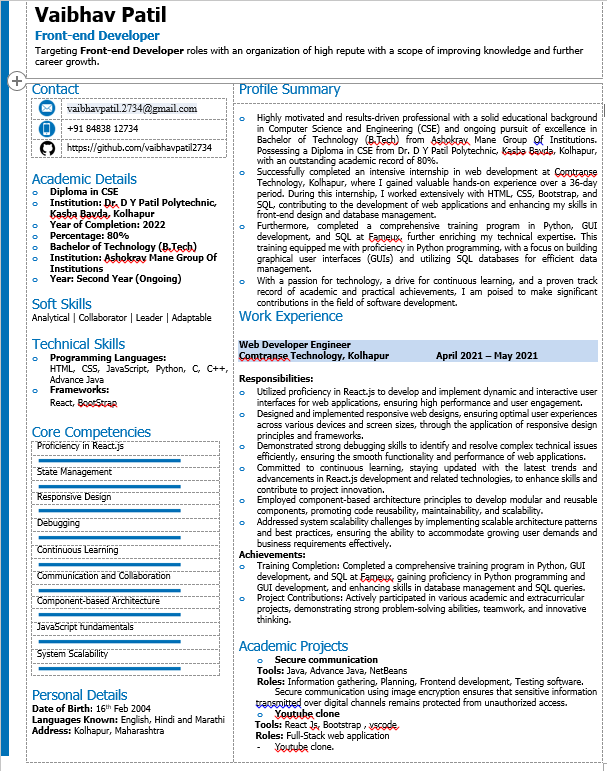 Vaibhav Patil
Front-end Developer
Targeting Front-end Developer roles with an organization of high repute with a scope of improving knowledge and further
career growth.
Contact
vaibhavpatil.2734@gmail.com
+91 84838 12734
https://github.com/vaibhavpatil2734
Academic Details
o Diploma in CSE
o Institution: Dr. D Y Patil Polytechnic,
Kasba Bavda, Kolhapur
o Year of Completion: 2022
o Percentage: 80%
o Bachelor of Technology (B.Tech)
o Institution: Ashokrav Mane Group Of
Institutions
o Year: Second Year (Ongoing)
Soft Skills
Analytical | Collaborator | Leader | Adaptable
Technical Skills
o Programming Languages:
HTML, CSS, JavaScript, Python, C, C++,
Advance Java
o Frameworks:
React, BootStrap
Core Competencies
Proficiency in React.js
State Management
Responsive Design
Debugging
Continuous Learning
Communication and Collaboration
Component-based Architecture
JavaScript fundamentals
System Scalability
Personal Details
Date of Birth: 16th Feb 2004
Languages Known: English, Hindi and Marathi
Address: Kolhapur, Maharashtra
Profile Summary
o Highly motivated and results-driven professional with a solid educational background
in Computer Science and Engineering (CSE) and ongoing pursuit of excellence in
Bachelor of Technology (B.Tech) from Ashokrav Mane Group Of Institutions.
Possessing a Diploma in CSE from Dr. D Y Patil Polytechnic, Kasba Bavda, Kolhapur,
with an outstanding academic record of 80%.
o Successfully completed an intensive internship in web development at Comtranse
Technology, Kolhapur, where I gained valuable hands-on experience over a 36-day
period. During this internship, I worked extensively with HTML, CSS, Bootstrap, and
SQL, contributing to the development of web applications and enhancing my skills in
front-end design and database management.
o Furthermore, completed a comprehensive training program in Python, GUI
development, and SQL at Fameux, further enriching my technical expertise. This
training equipped me with proficiency in Python programming, with a focus on building
graphical user interfaces (GUIs) and utilizing SQL databases for efficient data
management.
o With a passion for technology, a drive for continuous learning, and a proven track
record of academic and practical achievements, I am poised to make significant
contributions in the field of software development.
Work Experience
Web Developer Engineer
Comtranse Technology, Kolhapur April 2021 – May 2021
Responsibilities:
o Utilized proficiency in React.js to develop and implement dynamic and interactive user
interfaces for web applications, ensuring high performance and user engagement.
o Designed and implemented responsive web designs, ensuring optimal user experiences
across various devices and screen sizes, through the application of responsive design
principles and frameworks.
o Demonstrated strong debugging skills to identify and resolve complex technical issues
efficiently, ensuring the smooth functionality and performance of web applications.
o Committed to continuous learning, staying updated with the latest trends and
advancements in React.js development and related technologies, to enhance skills and
contribute to project innovation.
o Employed component-based architecture principles to develop modular and reusable
components, promoting code reusability, maintainability, and scalability.
o Addressed system scalability challenges by implementing scalable architecture patterns
and best practices, ensuring the ability to accommodate growing user demands and
business requirements effectively.
Achievements:
o Training Completion: Completed a comprehensive training program in Python, GUI
development, and SQL at Fameux, gaining proficiency in Python programming and
GUI development, and enhancing skills in database management and SQL queries.
o Project Contributions: Actively participated in various academic and extracurricular
projects, demonstrating strong problem-solving abilities, teamwork, and innovative
thinking.
Academic Projects
o Secure communication
Tools: Java, Advance Java, NetBeans
Roles: Information gathering, Planning, Frontend development, Testing software.
Secure communication using image encryption ensures that sensitive information
transmitted over digital channels remains protected from unauthorized access.
o Youtube clone
Tools: React Js, Bootstrap , vscode.
Roles: Full-Stack web application
- Youtube clone.